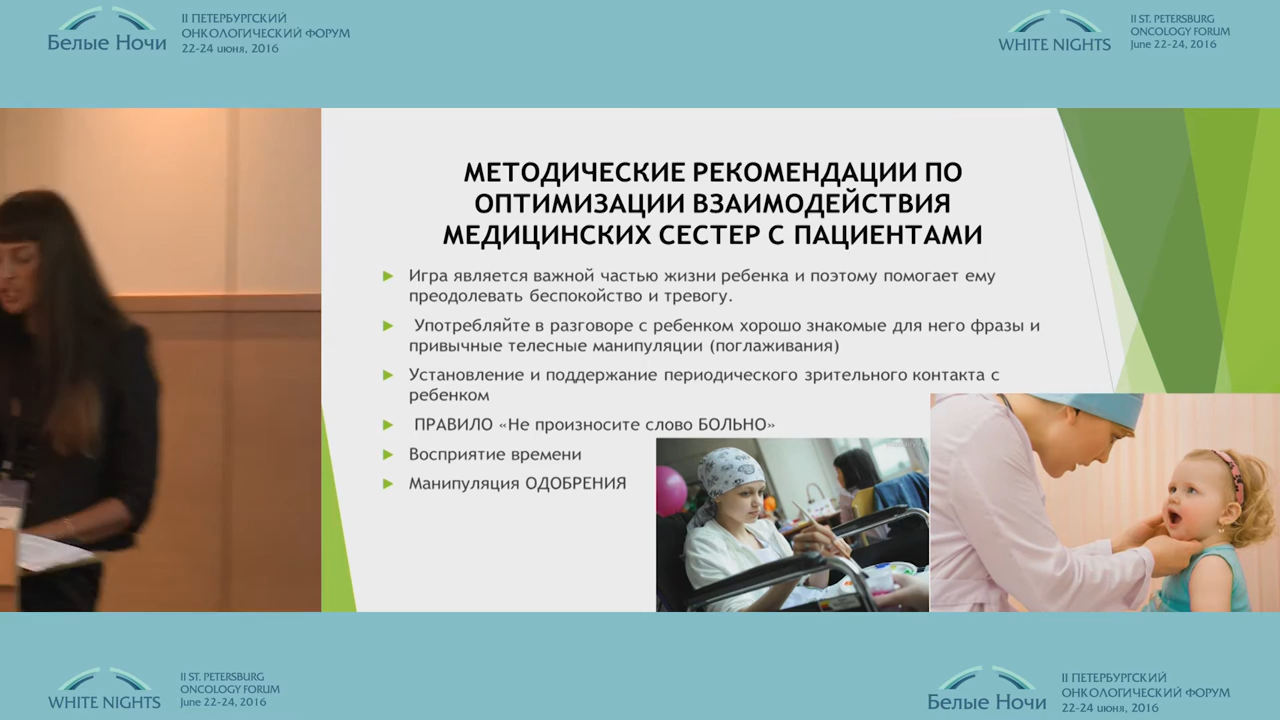 Белые Ночи
II ПЕТЕРБУРГСКИЙ
ОНКОЛОГИЧЕСКИЙ ФОРУМ
22-24 июня, 2016
WHITE NIGHTS
II ST. PETERSBURG
ONCOLOGY FORUM
June 22-24, 2016
МЕТОДИЧЕСКИЕ РЕКОМЕНДАЦИИ ПО
ОПТИМИЗАЦИИ ВЗАИМОДЕЙСТВИЯ
МЕДИЦИНСКИХ СЕСТЕР С ПАЦИЕНТАМИ
Игра является важной частью жизни ребенка и поэтому помогает ему
преодолевать беспокойство и тревогу.
Употребляйте в разговоре с ребенком хорошо знакомые для него фразы и
привычные телесные манипуляции (поглаживания)
Установление и поддержание периодического зрительного контакта с
ребенком
ПРАВИЛО «Не произносите слово БОЛЬНО»
Восприятие времени
Манипуляция ОДОБРЕНИЯ
WHITE NIGHTS
II ST. PETERSBURG
ONCOLOGY FORUM
June 22-24, 2016
Белые Ночи
II ПЕТЕРБУРГСКИЙ
ОНКОЛОГИЧЕСКИЙ ФОРУМ
22-24 июня, 2016